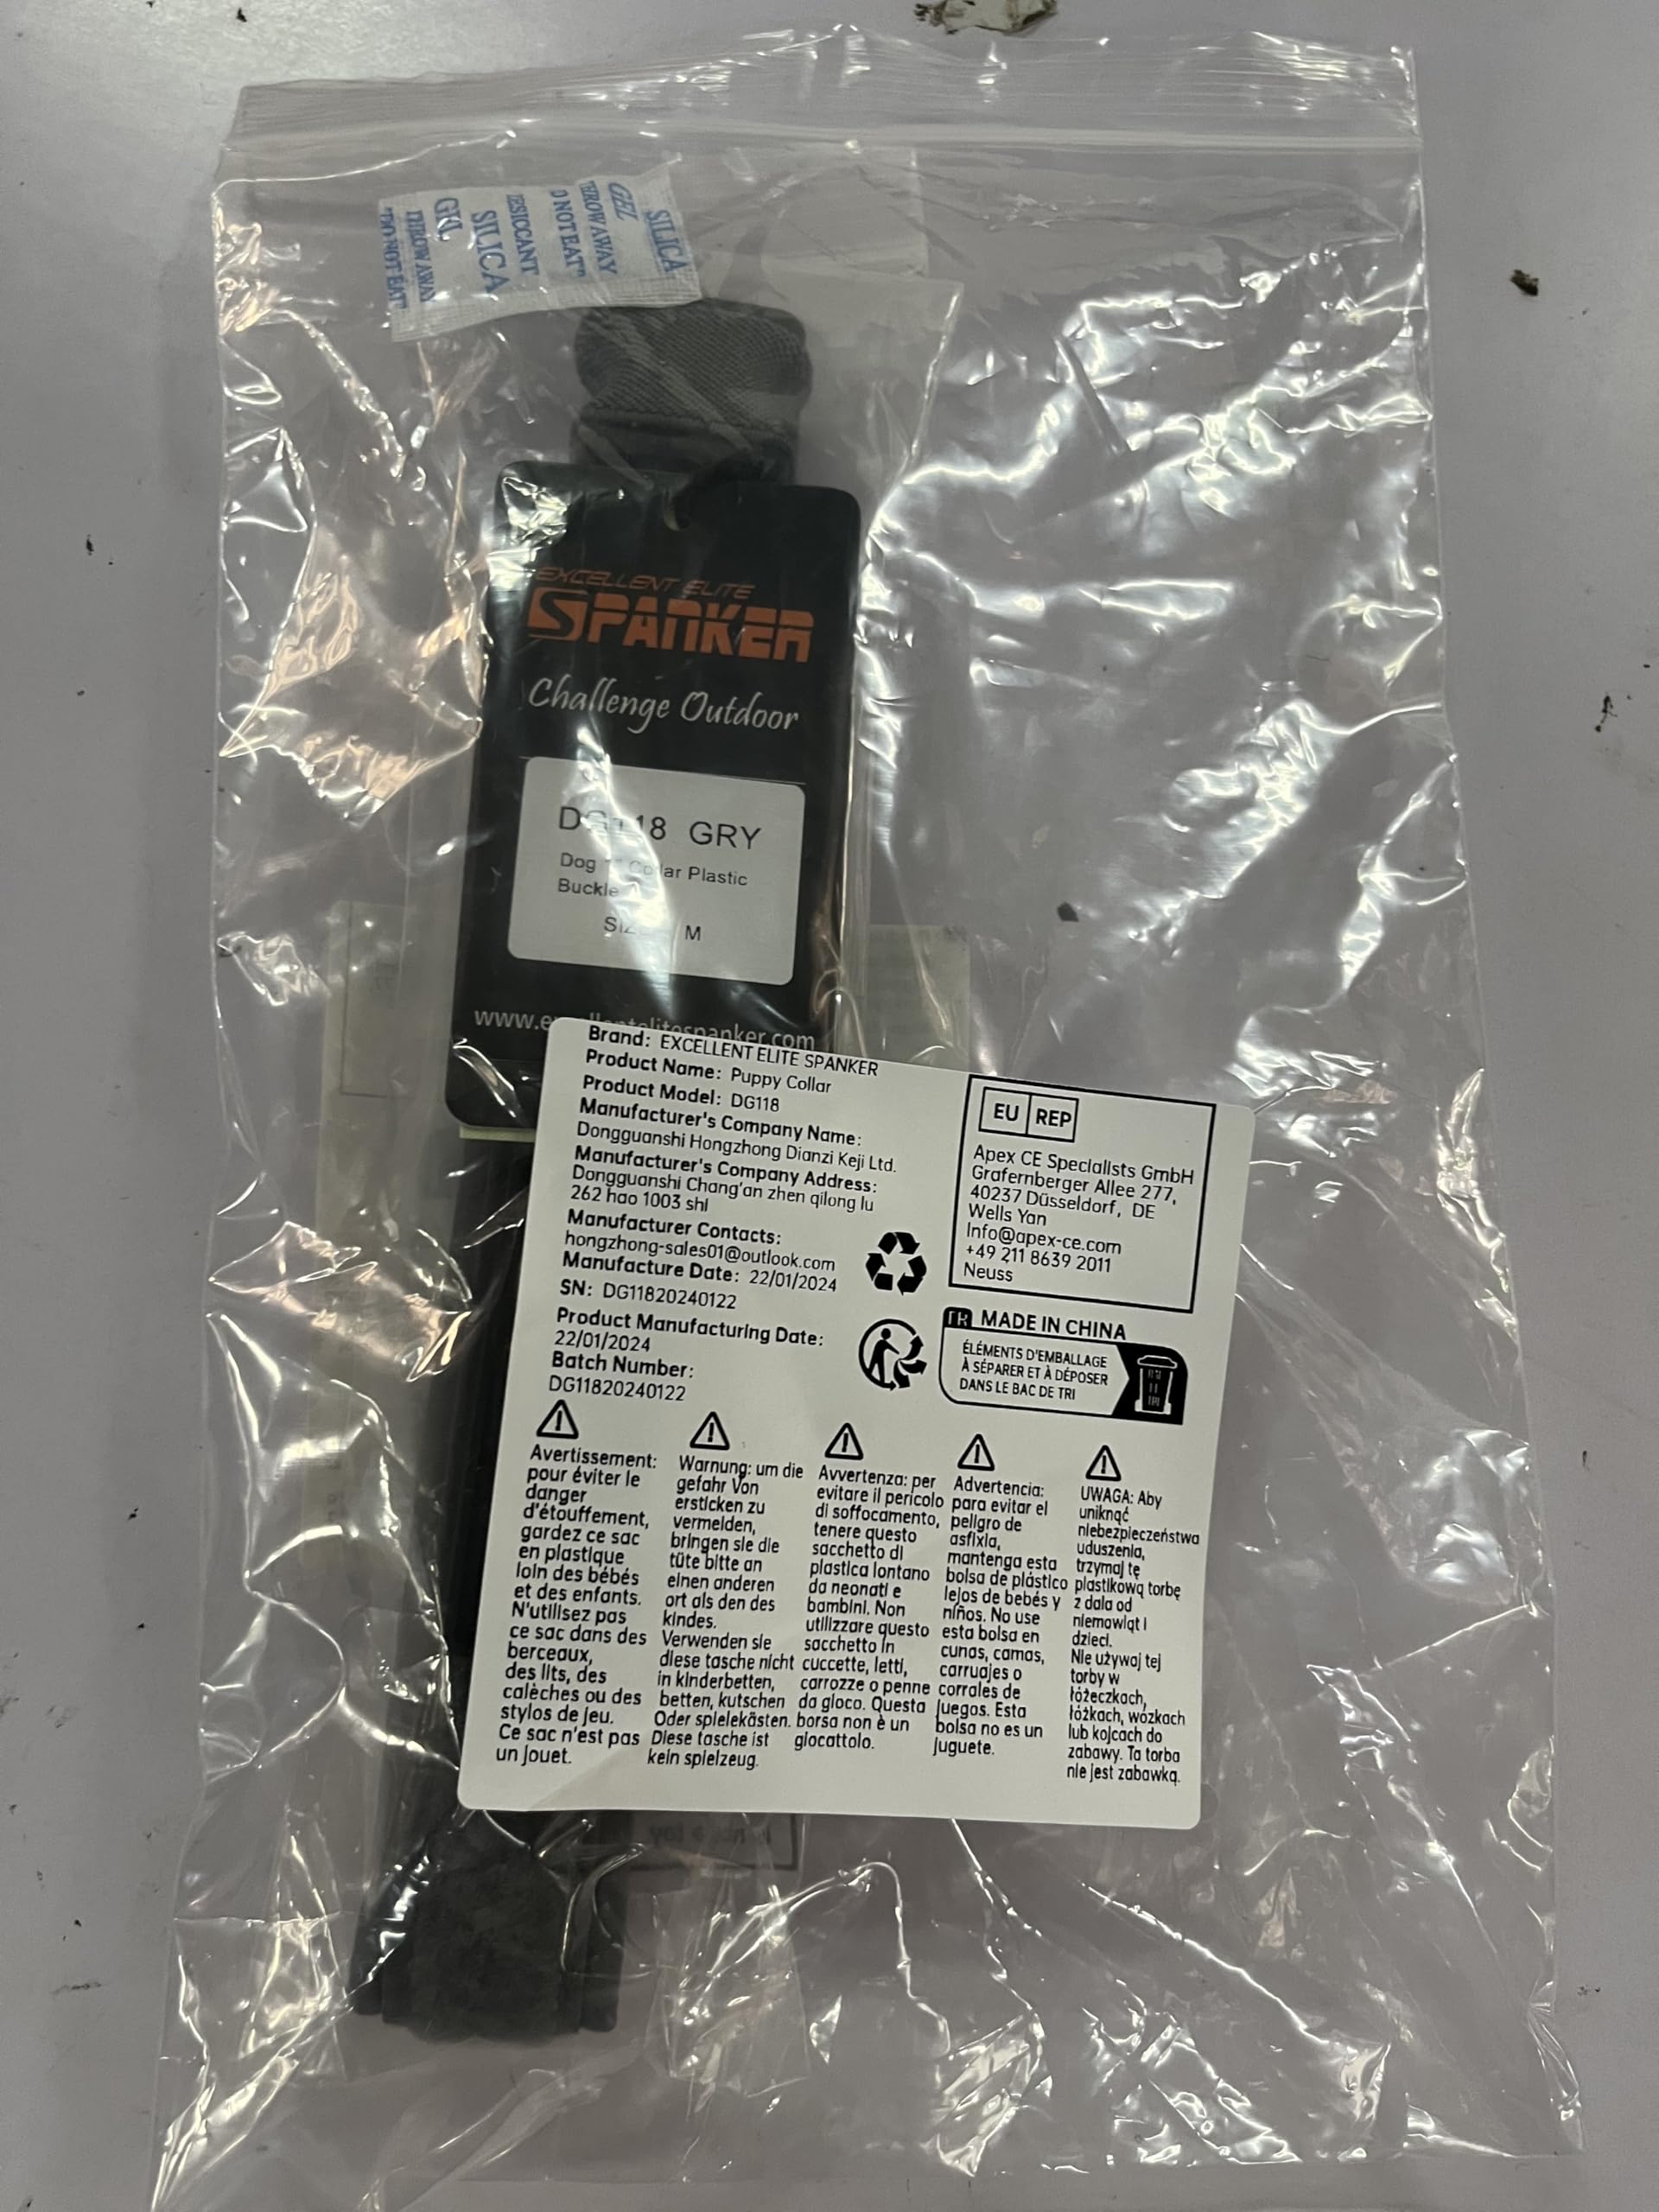 SILICA
GEL
THROW AWAY
DO NOT EAT"
DESICCANT
SILICA
GEL
THROW AWAY
"DO NOT EAT"
EXCELLENT ELITE
SPANKER
Challenge Outdoor
DG118 GRY
Dog 1" Collar Plastic
Buckle
SIZE M
www.excellentelitespanker.com
Brand: EXCELLENT ELITE SPANKER
Product Name: Puppy Collar
Product Model: DG118
Manufacturer's Company Name:
Dongguanshi Hongzhong Dianzi Keji Ltd.
Manufacturer's Company Address:
Dongguanshi Chang'an zhen qilong lu
262 hao 1003 shi
Manufacturer Contacts:
hongzhong-sales01@outlook.com
Manufacture Date: 22/01/2024
SN: DG11820240122
Product Manufacturing Date:
22/01/2024
Batch Number:
DG11820240122
EU REP
Apex CE Specialists GmbH
Grafernberger Allee 277,
40237 Düsseldorf, DE
Wells Yan
Info@apex-ce.com
+49 211 8639 2011
Neuss
FR MADE IN CHINA
ÉLÉMENTS D'EMBALLAGE
À SÉPARER ET À DÉPOSER
DANS LE BAC DE TRI
Avertissement:
pour éviter le
danger
d'étouffement,
gardez ce sac
en plastique
loin des bébés
et des enfants.
N'utilisez pas
ce sac dans des
berceaux,
des lits, des
calèches ou des
stylos de jeu.
Ce sac n'est pas
un jouet.
Warnung: um die
gefahr Von
ersticken zu
vermeiden,
bringen sie die
tüte bitte an
einen anderen
ort als den des
kindes.
Verwenden sie
diese tasche nicht
in kinderbetten,
betten, kutschen
Oder spielekästen.
Diese tasche ist
kein spielzeug.
Avvertenza: per
evitare il pericolo
di soffocamento,
tenere questo
sacchetto di
plastica lontano
da neonati e
bambini. Non
utilizzare questo
sacchetto in
cuccette, letti,
carrozze o penne
da gioco. Questa
borsa non è un
giocattolo.
Advertencia:
para evitar el
peligro de
asfixia,
mantenga esta
bolsa de plástico
lejos de bebés y
niños. No use
esta bolsa en
cunas, camas,
carruajes o
corrales de
juegos. Esta
bolsa no es un
juguete.
UWAGA: Aby
uniknąć
niebezpieczeństwa
uduszenia,
trzymaj tę
plastikową torbę
z dala od
niemowląt i
dzieci.
Nie używaj tej
torby w
łóżeczkach,
łóżkach, wózkach
lub kojcach do
zabawy. Ta torba
nie jest zabawką.